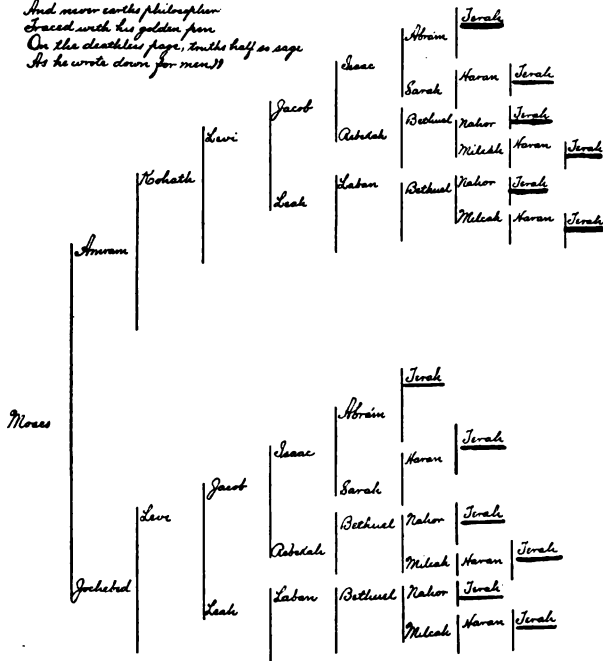 And never earths philosopher
Traced with his golden pen
On the deathless page, truths half so sage
As he wrote down for men"
Terah
Abram
Isaac
Sarah Haran Terah
Jacob
Levi
Rebekah Bethuel Nahor Terah
Milcah Haran Terah
Kohath
Leah Laban Bethuel Nahor Terah
Milcah Haran Terah
Amram
Terah
Abram
Moses
Isaac Haran Terah
Jacob Sarah
Levi Bethuel Nahor Terah
Rebekah Milcah Haran Terah
Jochebed Laban Bethuel Nahor Terah
Leah Milcah Haran Terah